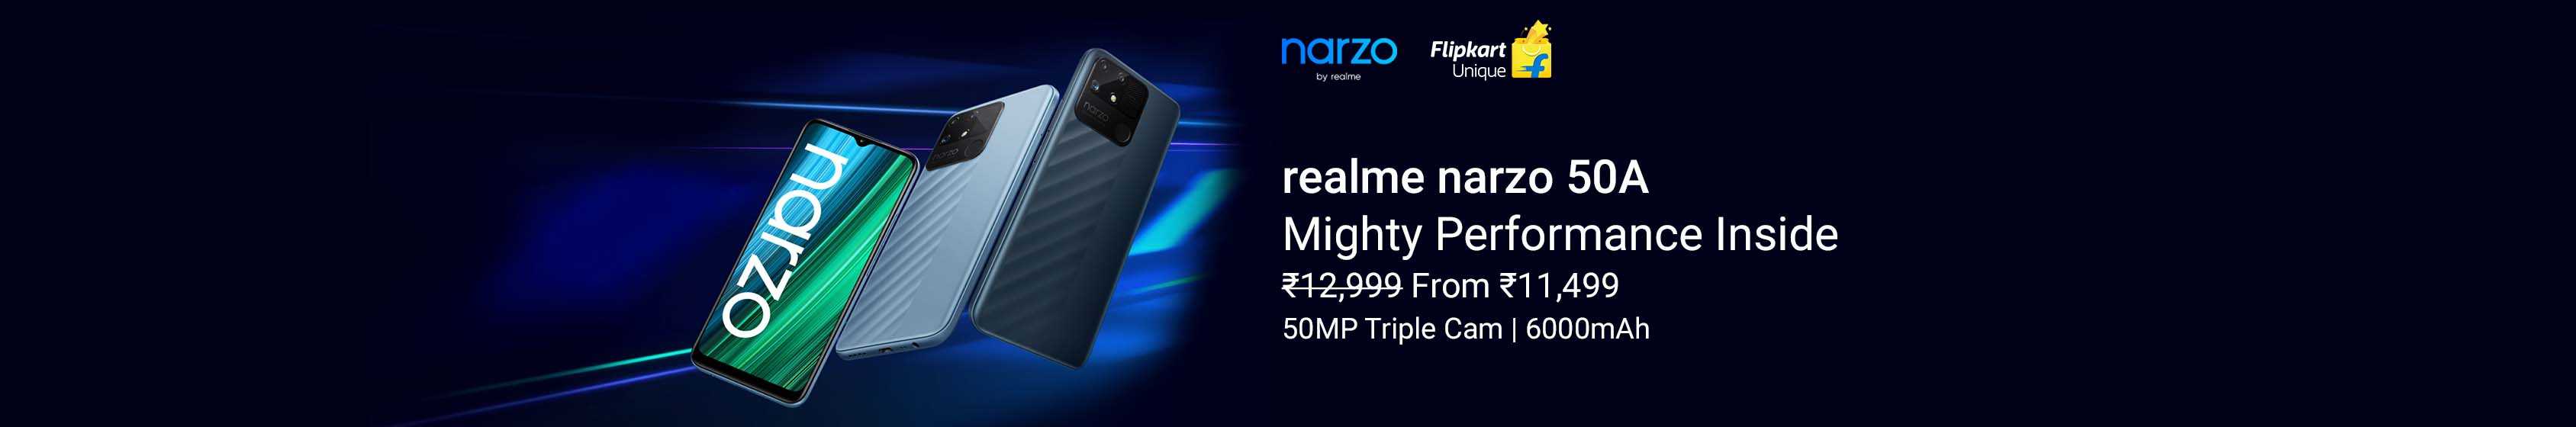 narzo
by realme
Flipkart
Unique
narzo
narzo
narzo
realme narzo 50A
Mighty Performance Inside
₹12,999 From ₹11,499
50MP Triple Cam | 6000mAh